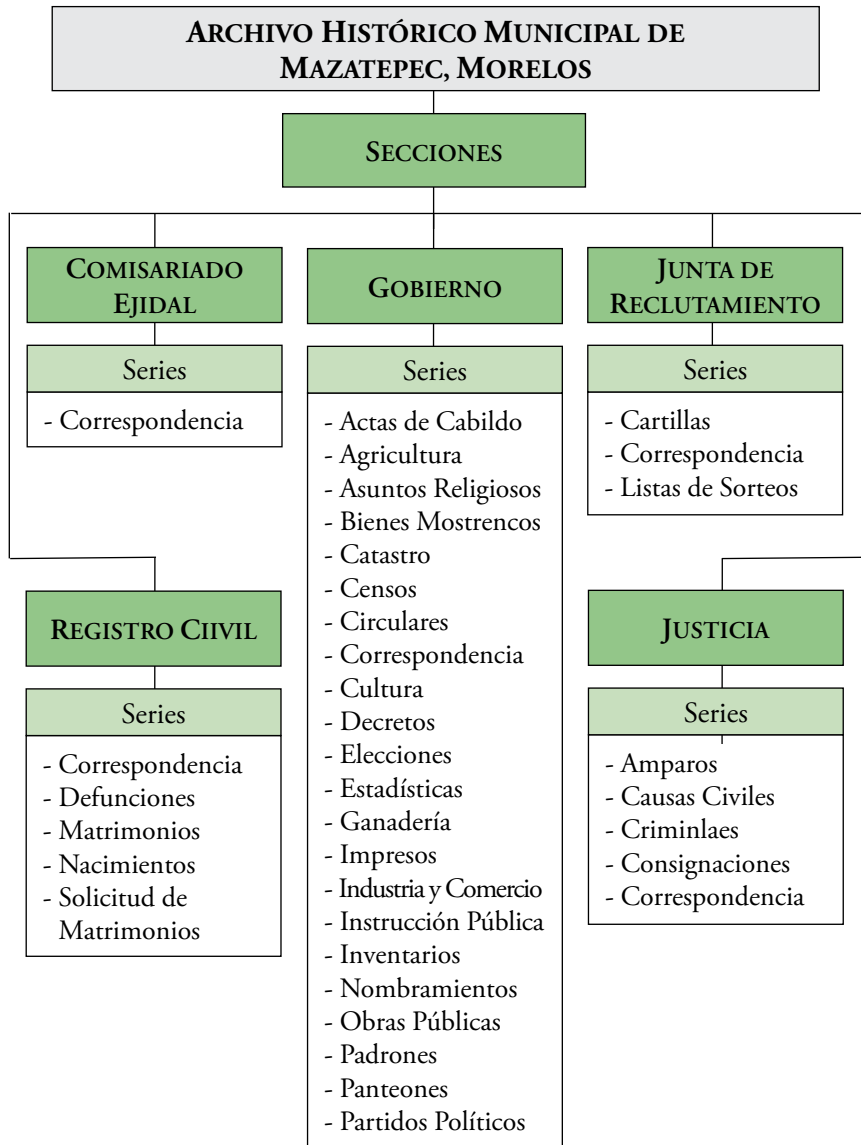 ARCHIVO HISTÓRICO MUNICIPAL DE
MAZATEPEC, MORELOS
SECCIONES
COMISARIADO
EJIDAL
Series
- Correspondencia
GOBIERNO
Series
- Actas de Cabildo
- Agricultura
- Asuntos Religiosos
- Bienes Mostrencos
- Catastro
- Censos
- Circulares
- Correspondencia
- Cultura
- Decretos
- Elecciones
- Estadísticas
- Ganadería
- Impresos
- Industria y Comercio
- Instrucción Pública
- Inventarios
- Nombramientos
- Obras Públicas
- Padrones
- Panteones
- Partidos Políticos
JUNTA DE
RECLUTAMIENTO
Series
- Cartillas
- Correspondencia
- Listas de Sorteos
REGISTRO CIIVIL
Series
- Correspondencia
- Defunciones
- Matrimonios
- Nacimientos
- Solicitud de
Matrimonios
JUSTICIA
Series
- Amparos
- Causas Civiles
- Criminlaes
- Consignaciones
- Correspondencia